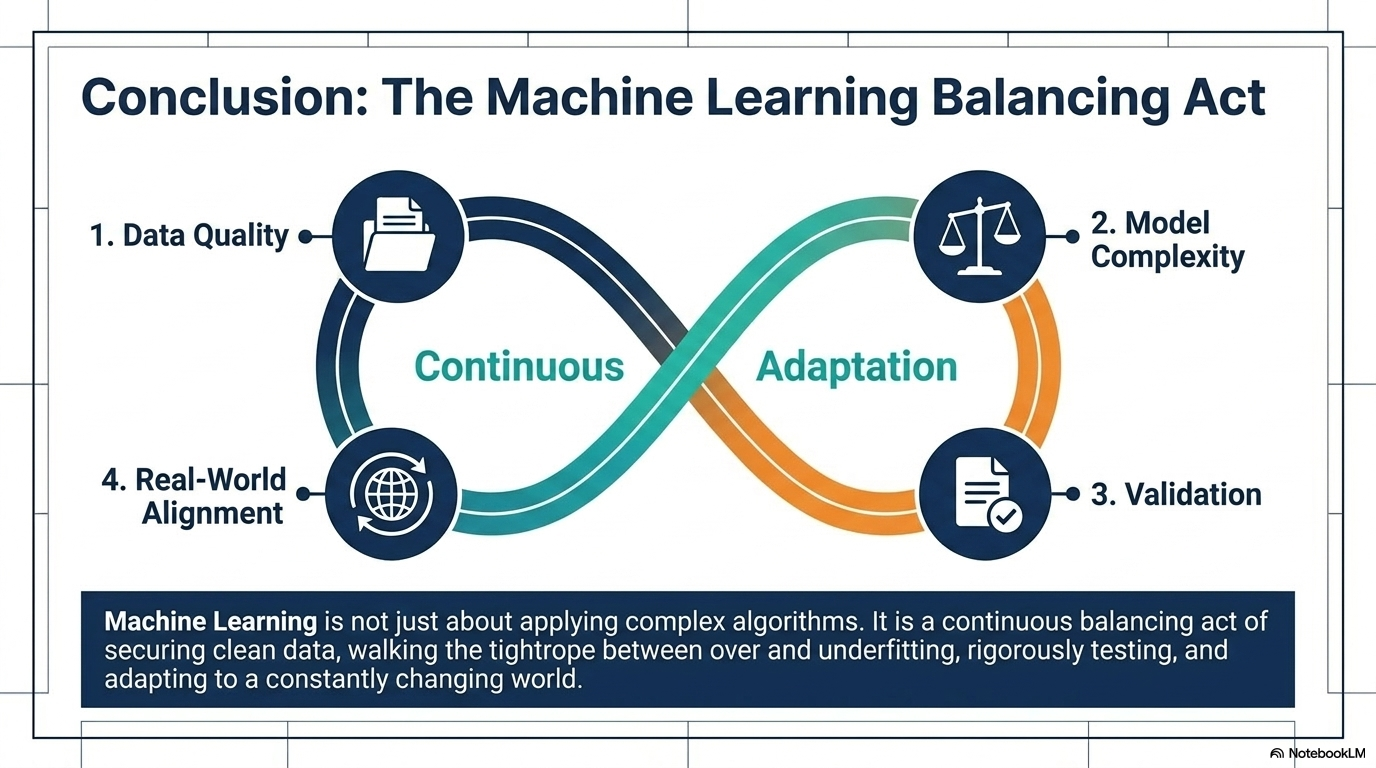 Conclusion: The Machine Learning Balancing Act
1. Data Quality
2. Model
Complexity
Continuous
Adaptation
4. Real-World
Alignment
3. Validation
Machine Learning is not just about applying complex algorithms. It is a continuous balancing act of
securing clean data, walking the tightrope between over and underfitting, rigorously testing, and
adapting to a constantly changing world.
NotebookLM